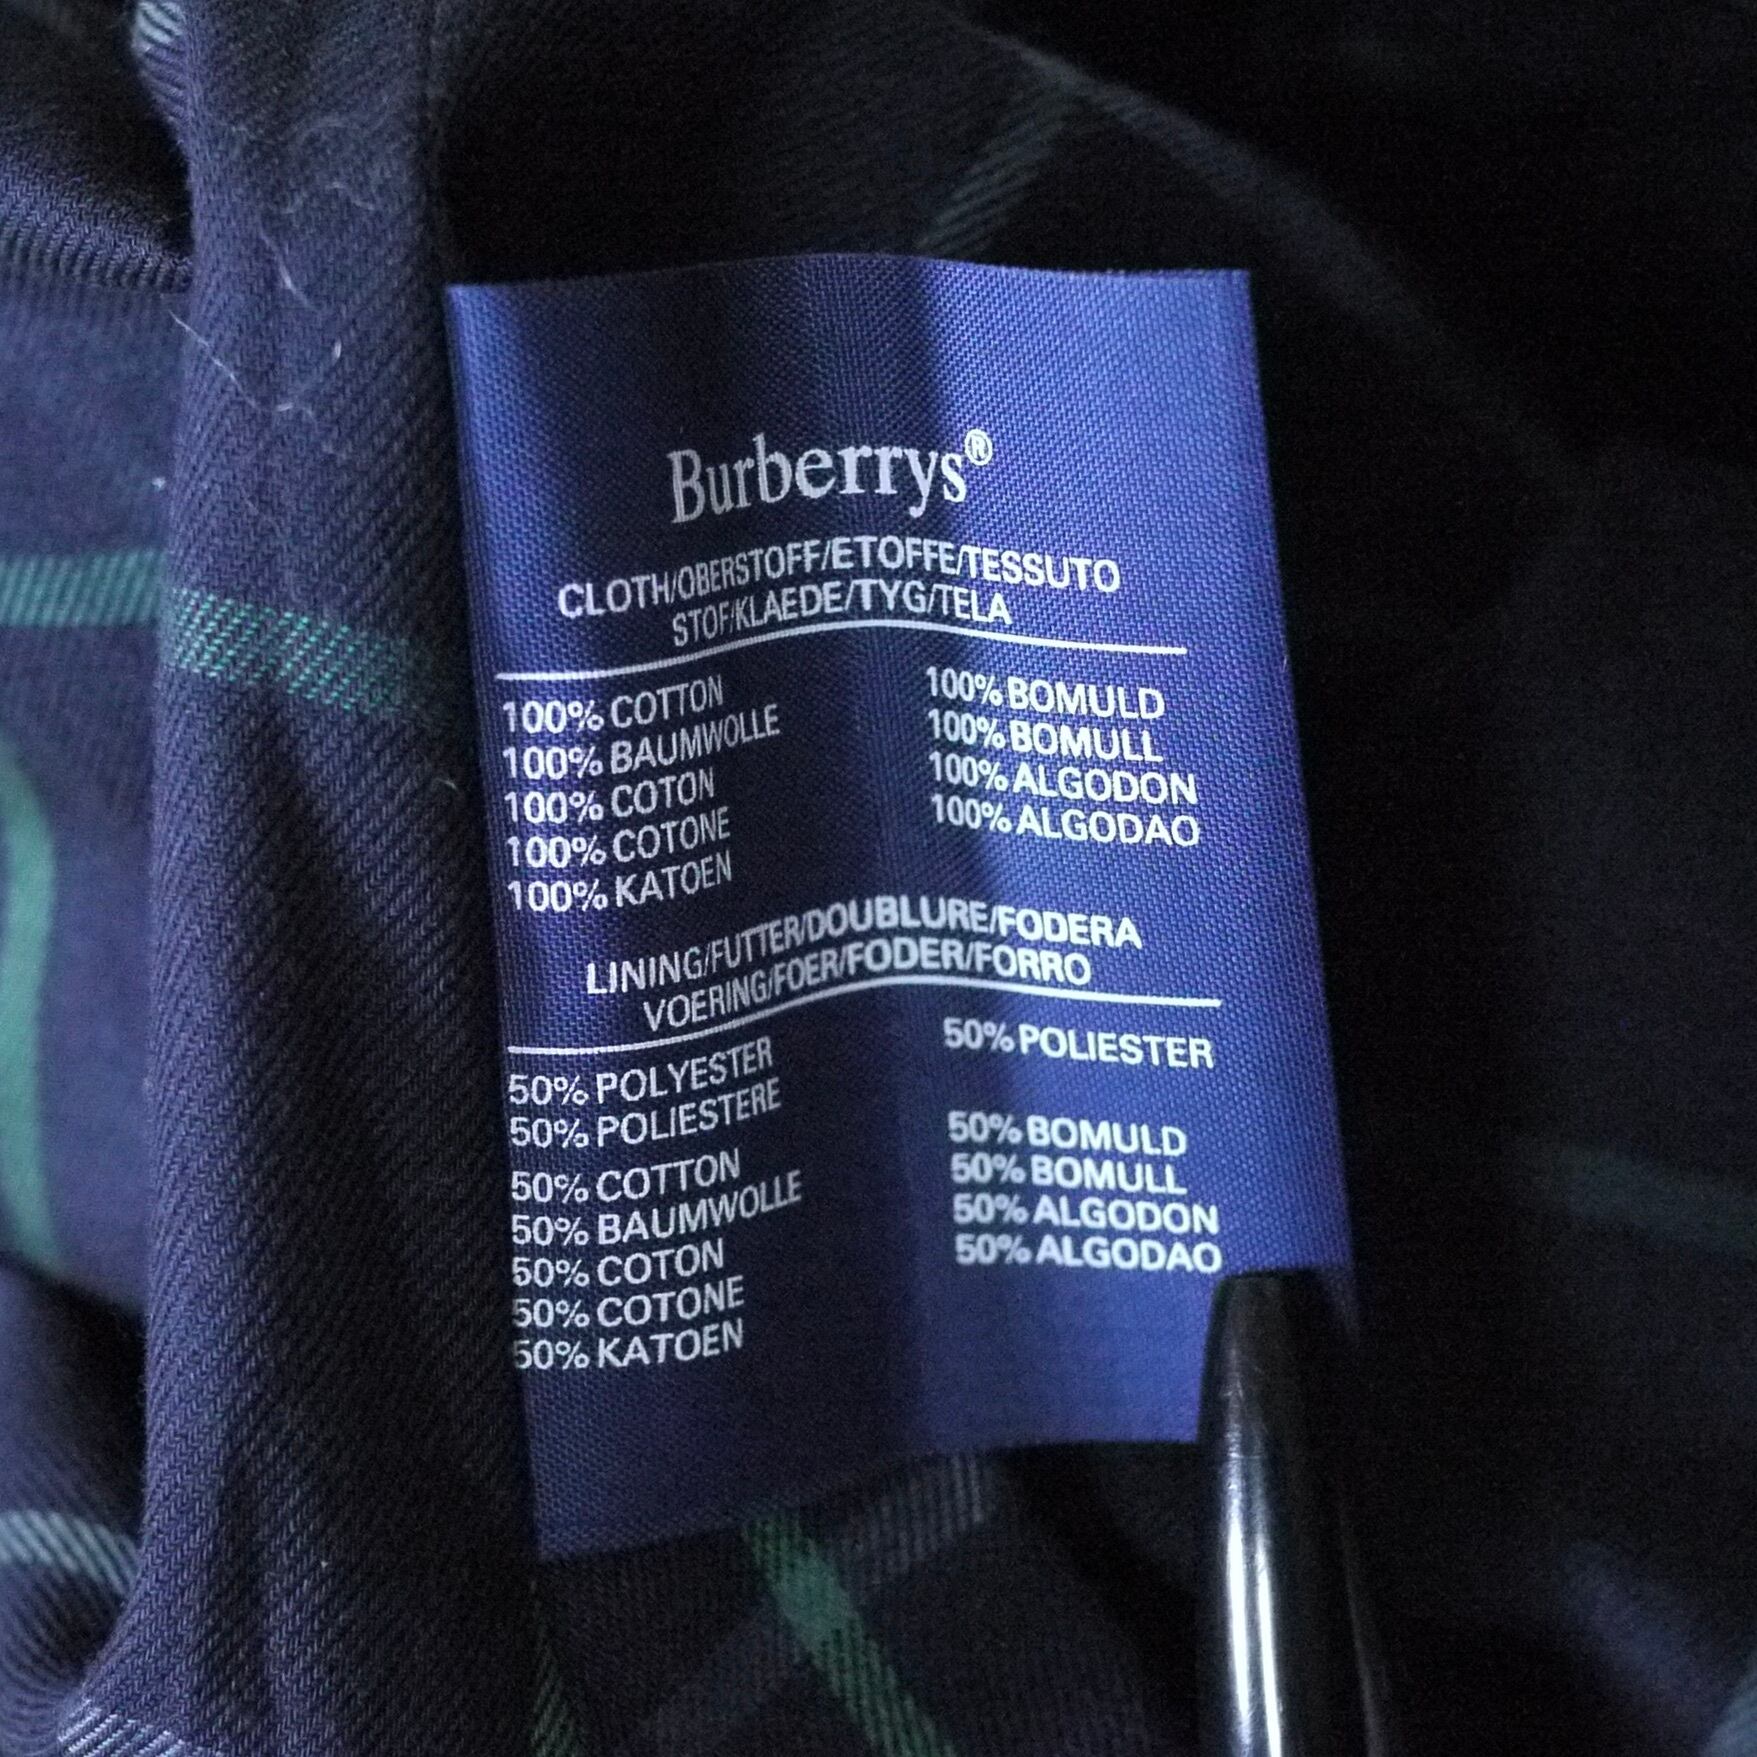 Burberrys®
CLOTH/OBERSTOFF/ETOFFE/TESSUTO
STOF/KLAEDE/TYG/TELA
100% COTTON
100% BAUMWOLLE
100% COTON
100% COTONE
100% KATOEN
100% BOMULD
100% BOMULL
100% ALGODON
100% ALGODAO
LINING/FUTTER/DOUBLURE/FODERA
VOERING/FOER/FODER/FORRO
50% POLYESTER
50% POLIESTERE
50% POLIESTER
50% COTTON
50% BAUMWOLLE
50% COTON
50% COTONE
50% KATOEN
50% BOMULD
50% BOMULL
50% ALGODON
50% ALGODAO